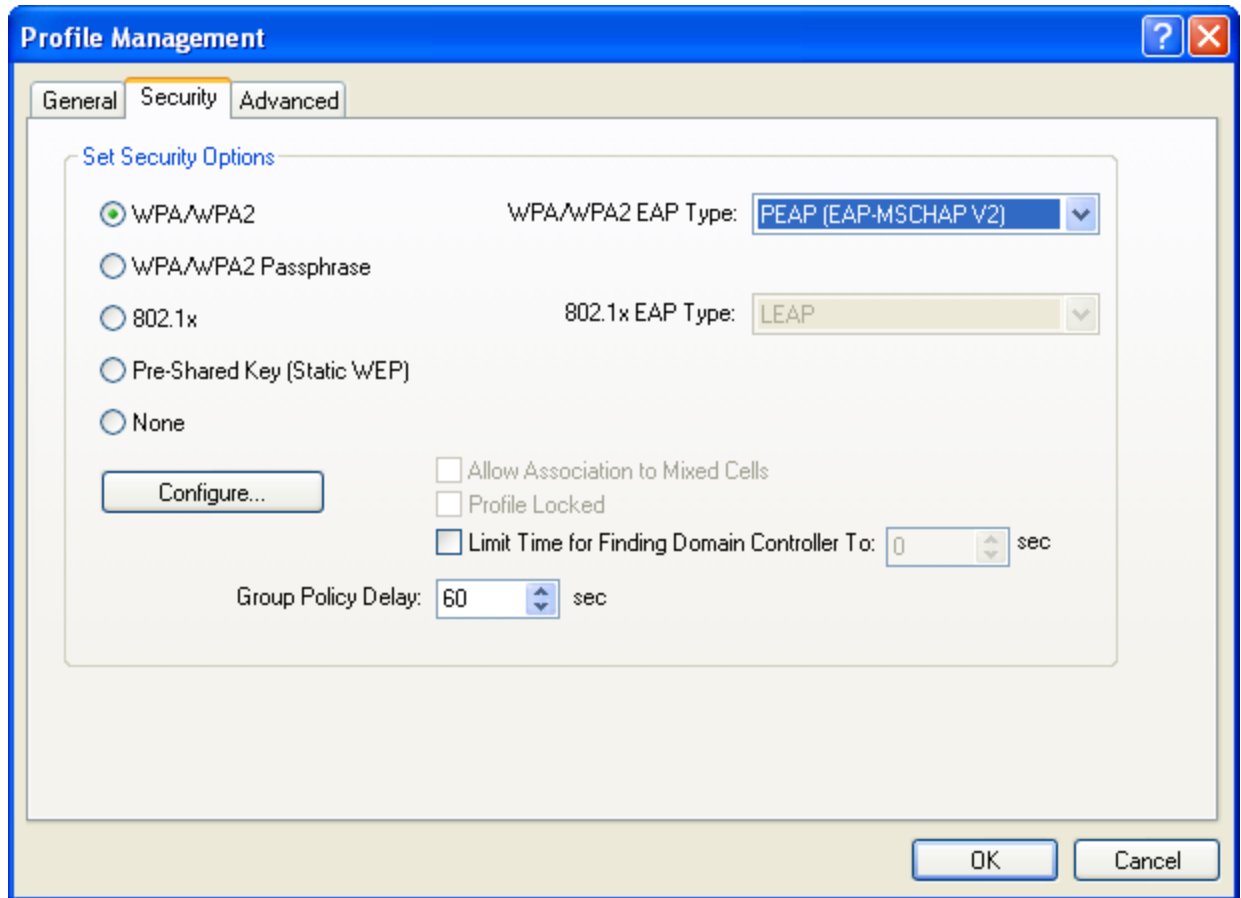 Profile Management
General Security Advanced
Set Security Options
WPA/WPA2 WPA/WPA2 EAP Type: PEAP (EAP-MSCHAP V2)
WPA/WPA2 Passphrase
802.1x 802.1x EAP Type: LEAP
Pre-Shared Key (Static WEP)
None
Allow Association to Mixed Cells
Configure...
Profile Locked
Limit Time for Finding Domain Controller To: 0 sec
Group Policy Delay: 60 sec
OK Cancel